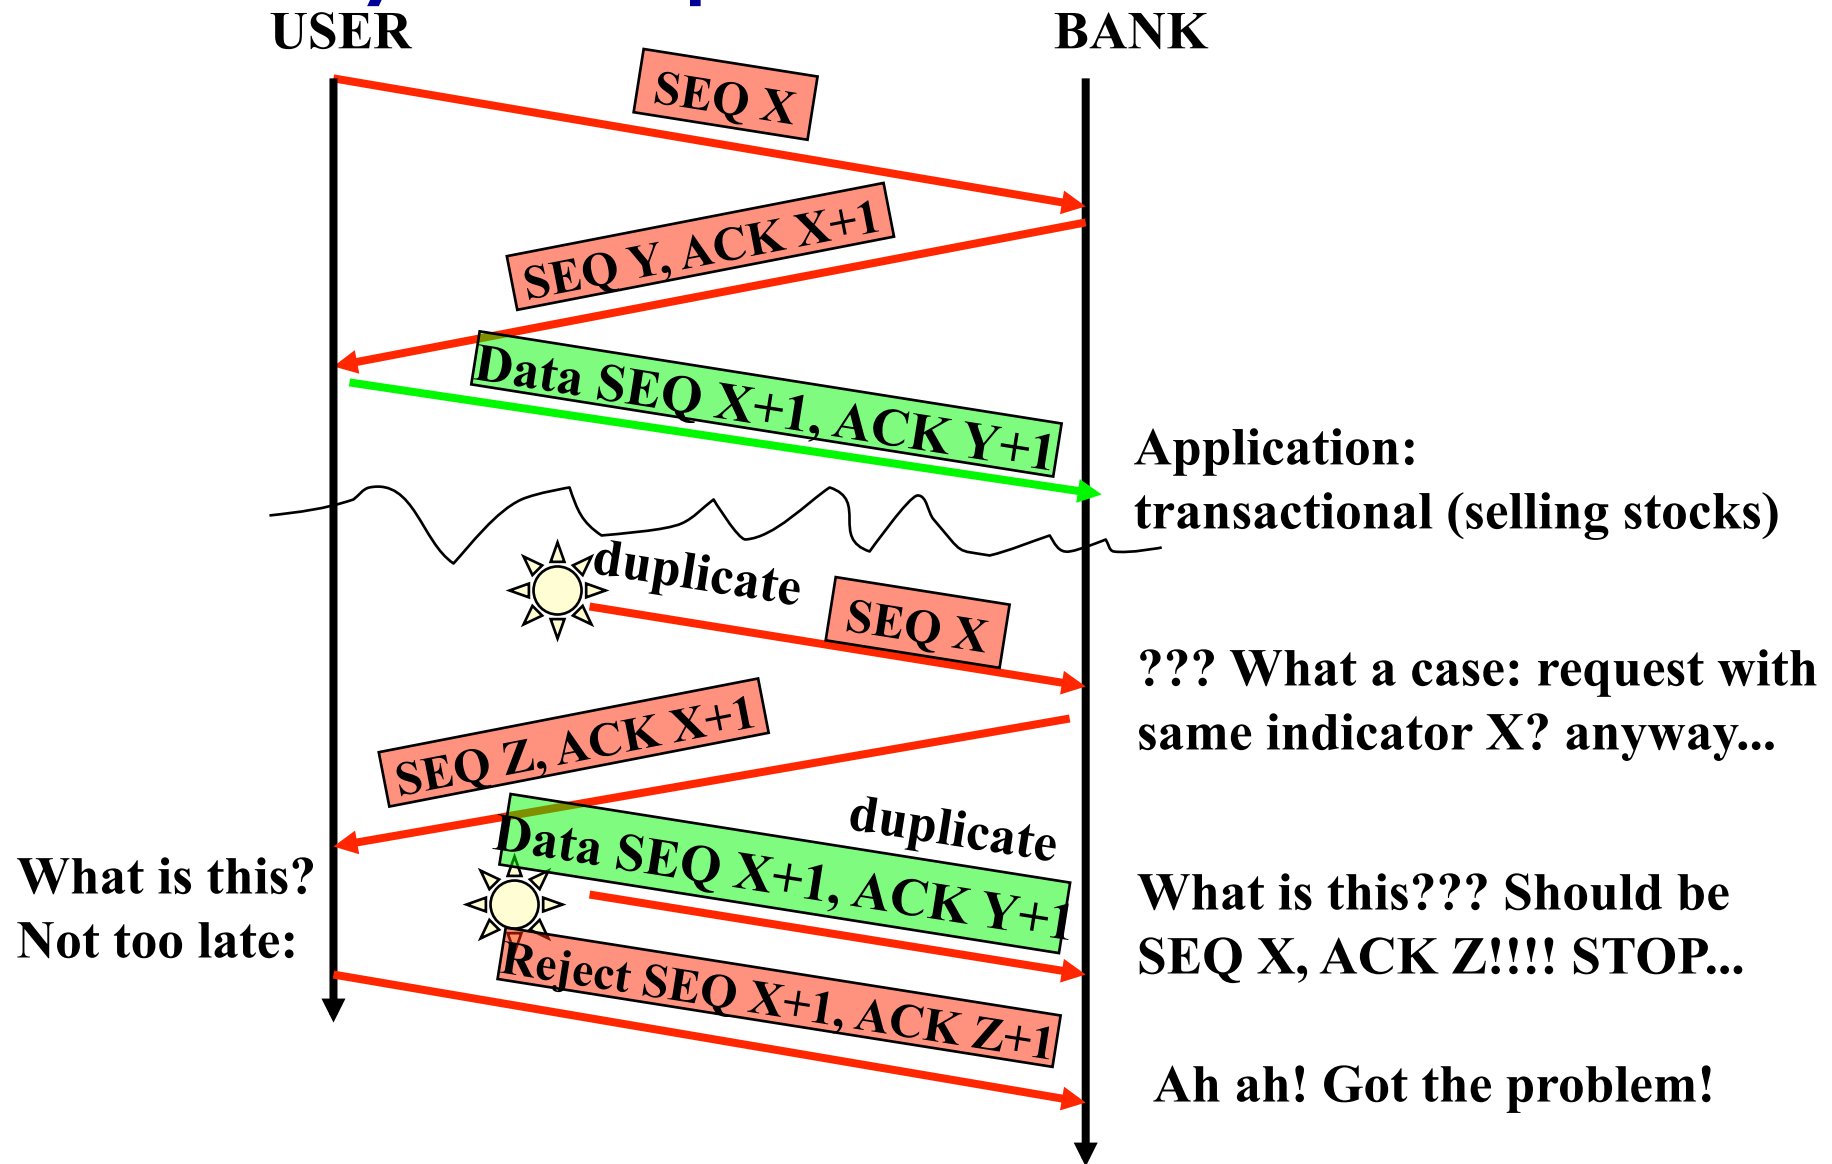 USER
BANK
SEQ X
SEQ Y, ACK X+1
Data SEQ X+1, ACK Y+1
Application:
transactional (selling stocks)
duplicate
SEQ X
??? What a case: request with
same indicator X? anyway...
SEQ Z, ACK X+1
duplicate
Data SEQ X+1, ACK Y+1
What is this?
Not too late:
What is this??? Should be
SEQ X, ACK Z!!!! STOP...
Reject SEQ X+1, ACK Z+1
Ah ah! Got the problem!